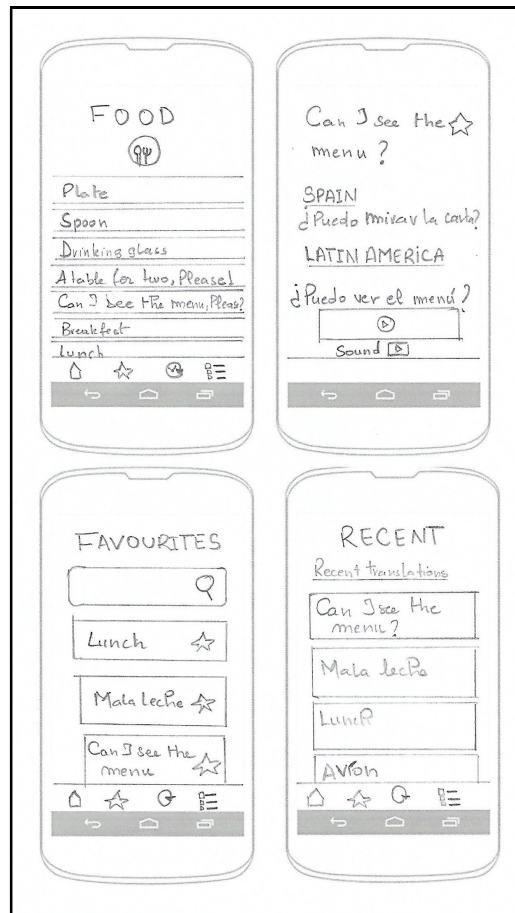 FOOD
Plate
Spoon
Drinking glass
A table for two, Please!
Can I see the menu, Pleas?
Breakfeet
Lunch
Can I see the
menu?
SPAIN
¿Puedo mirar la carta?
LATIN AMERICA
¿Puedo ver el menú?
Sound
FAVOURITES
Lunch
Mala leche
Can I see the
menu
RECENT
Recent translations
Can I see the
menu?
Mala leche
Lunch
Avion